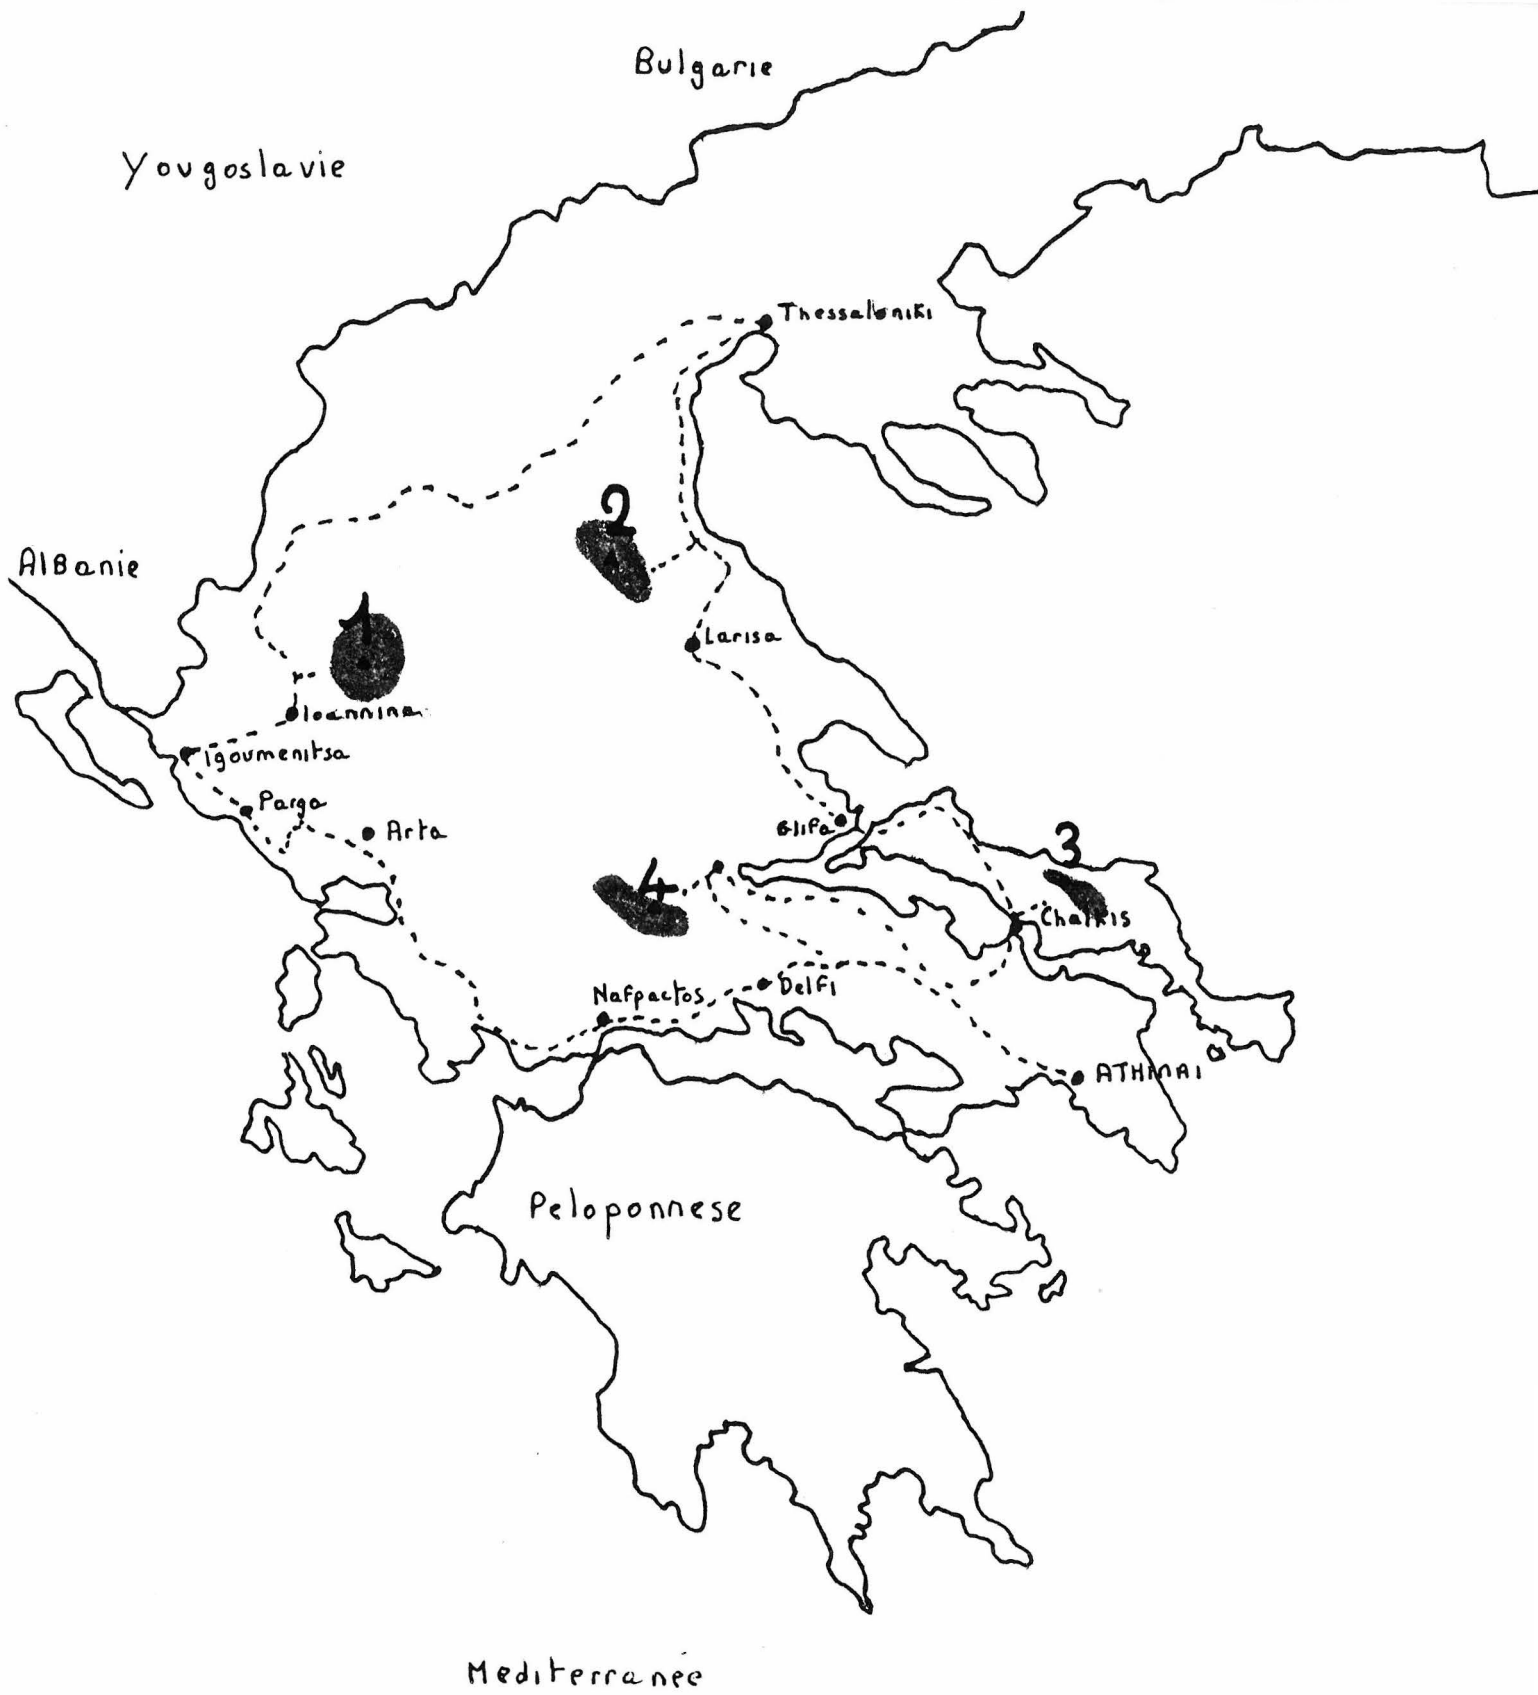 Bulgarie
Yougoslavie
Thessaloniki
2
Albanie
1
Larisa
Ioannina
Igoumenitsa
Parga
Arta
Glifa
3
4
Chalkis
Delfi
Nafpactos
ATHINAI
Peloponnese
Mediterranée